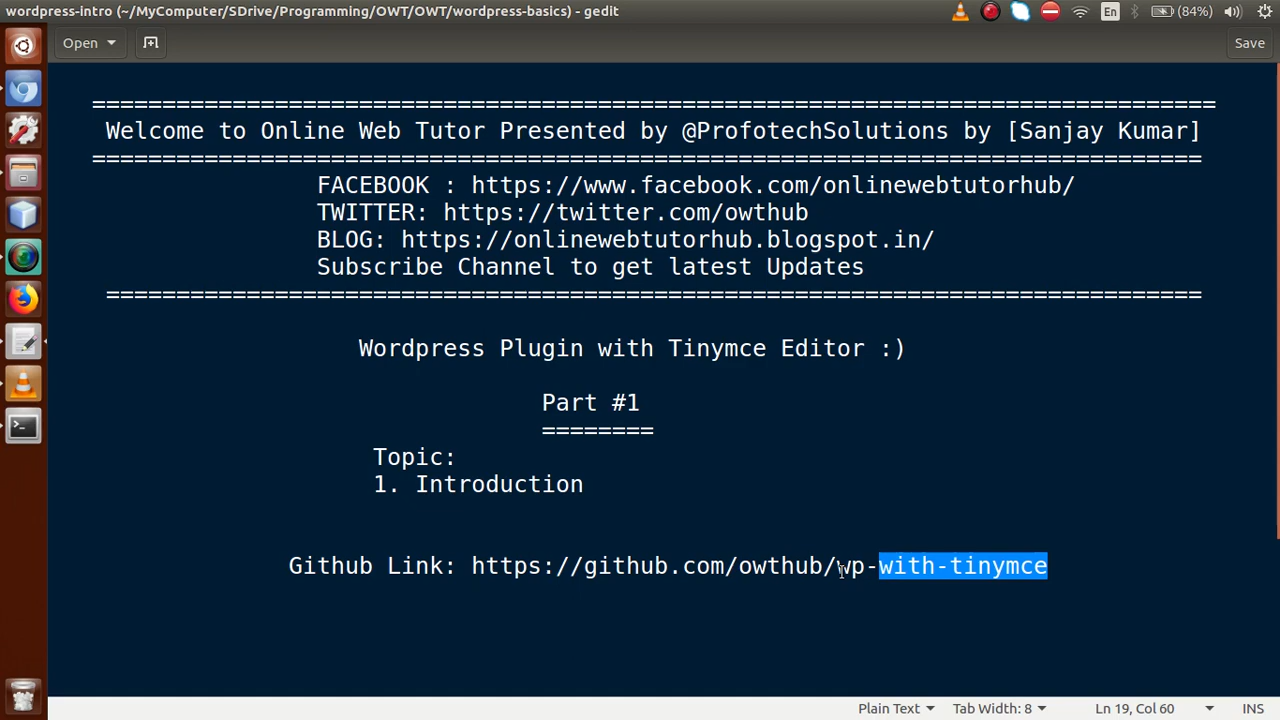 wordpress-intro (~/MyComputer/SDrive/Programming/OWT/OWT/wordpress-basics) - gedit
En
(84%)
Open
Save
================================================================================
Welcome to Online Web Tutor Presented by @ProfotechSolutions by [Sanjay Kumar]
===============================================================================
FACEBOOK : https://www.facebook.com/onlinewebtutorhub/
TWITTER: https://twitter.com/owthub
BLOG: https://onlinewebtutorhub.blogspot.in/
Subscribe Channel to get latest Updates
==============================================================================
Wordpress Plugin with Tinymce Editor :)
Part #1
========
Topic:
1. Introduction
Github Link: https://github.com/owthub/wp-with-tinymce
Plain Text
Tab Width: 8
Ln 19, Col 60
INS